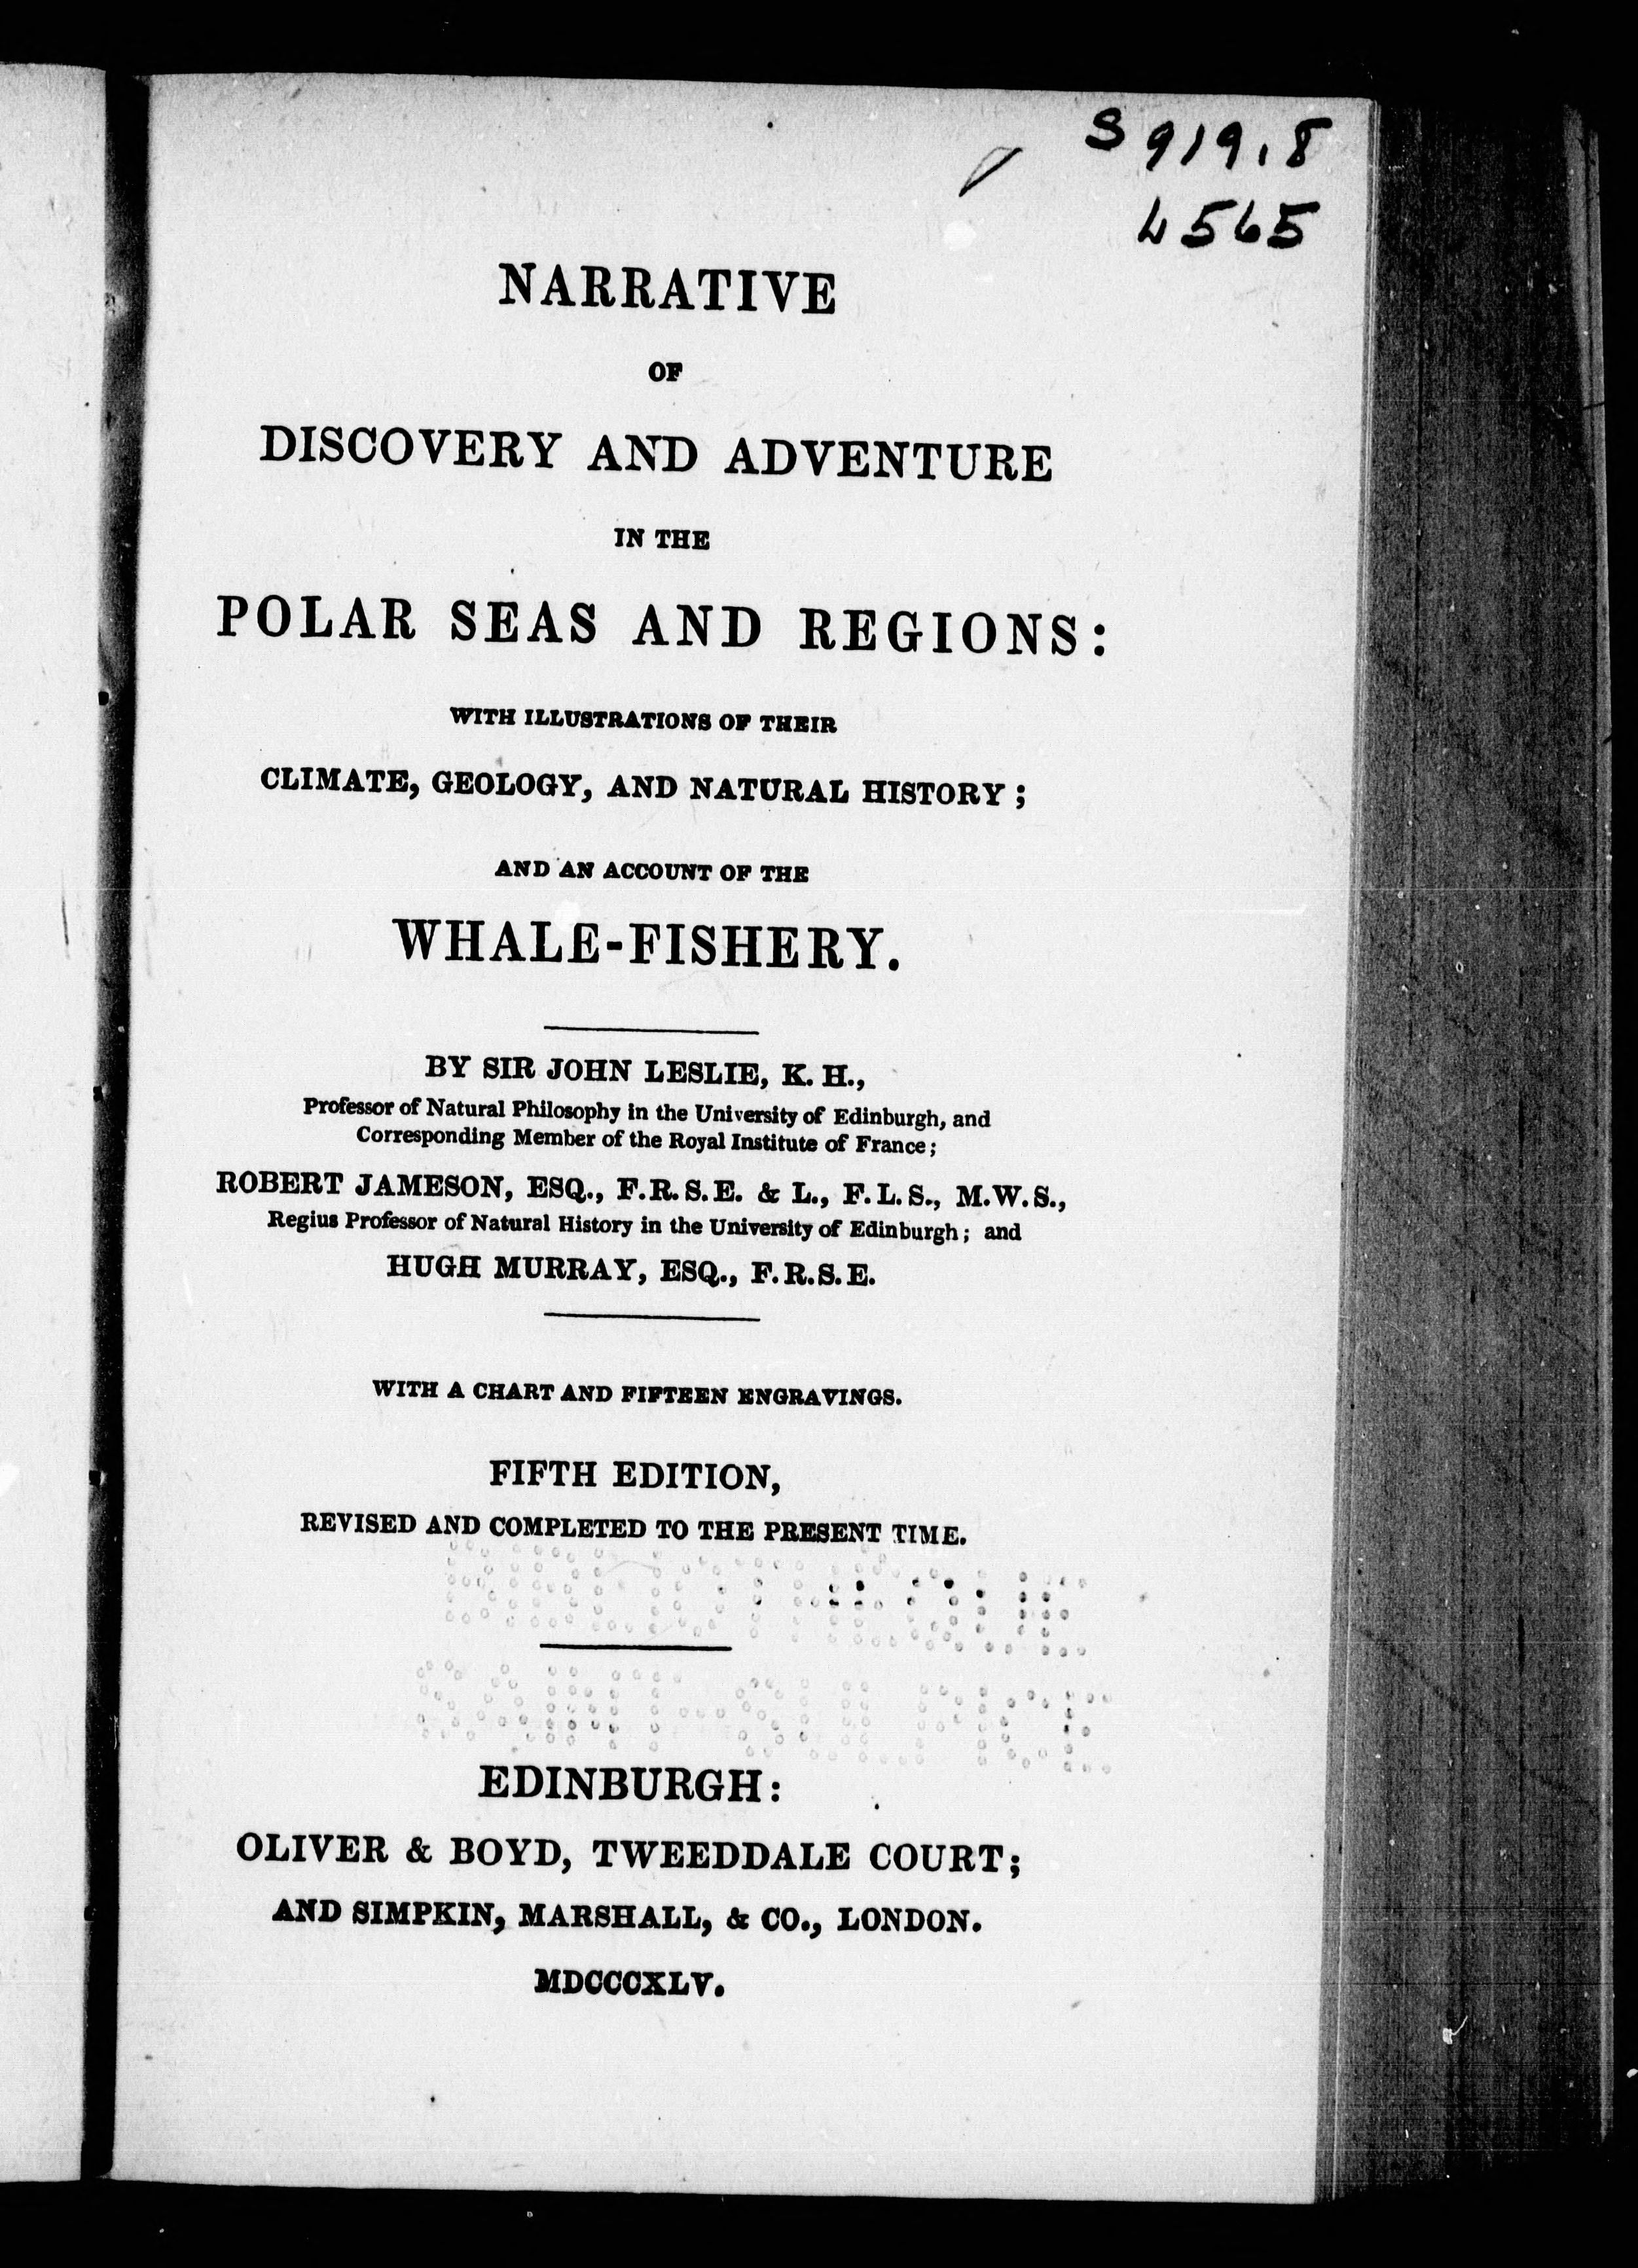 S 919.8
L565
NARRATIVE
OF
DISCOVERY AND ADVENTURE
IN THE
POLAR SEAS AND REGIONS:
WITH ILLUSTRATIONS OF THEIR
CLIMATE, GEOLOGY, AND NATURAL HISTORY;
AND AN ACCOUNT OF THE
WHALE-FISHERY.
BY SIR JOHN LESLIE, K. H.,
Professor of Natural Philosophy in the University of Edinburgh, and
Corresponding Member of the Royal Institute of France;
ROBERT JAMESON, ESQ., F.R.S.E. & L., F.L.S., M.W.S.,
Regius Professor of Natural History in the University of Edinburgh; and
HUGH MURRAY, ESQ., F.R.S.E.
WITH A CHART AND FIFTEEN ENGRAVINGS.
FIFTH EDITION,
REVISED AND COMPLETED TO THE PRESENT TIME.
SAINT-SULPICE
EDINBURGH:
OLIVER & BOYD, TWEEDDALE COURT;
AND SIMPKIN, MARSHALL, & CO., LONDON.
MDCCCXLV.